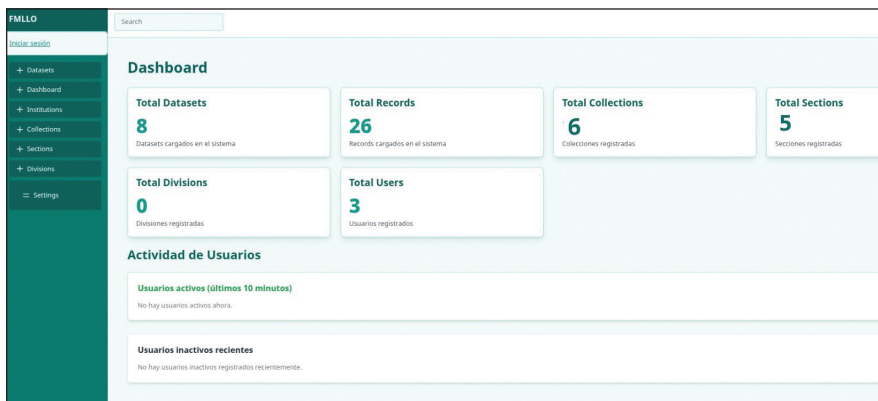 FMLLO
Search
Iniciar sesión
+ Datasets
+ Dashboard
+ Institutions
+ Collections
+ Sections
+ Divisions
= Settings
Dashboard
Total Datasets
8
Datasets cargados en el sistema
Total Records
26
Records cargados en el sistema
Total Collections
6
Colecciones registradas
Total Sections
5
Secciones registradas
Total Divisions
0
Divisiones registradas
Total Users
3
Usuarios registrados
Actividad de Usuarios
Usuarios activos (últimos 10 minutos)
No hay usuarios activos ahora.
Usuarios inactivos recientes
No hay usuarios inactivos registrados recientemente.